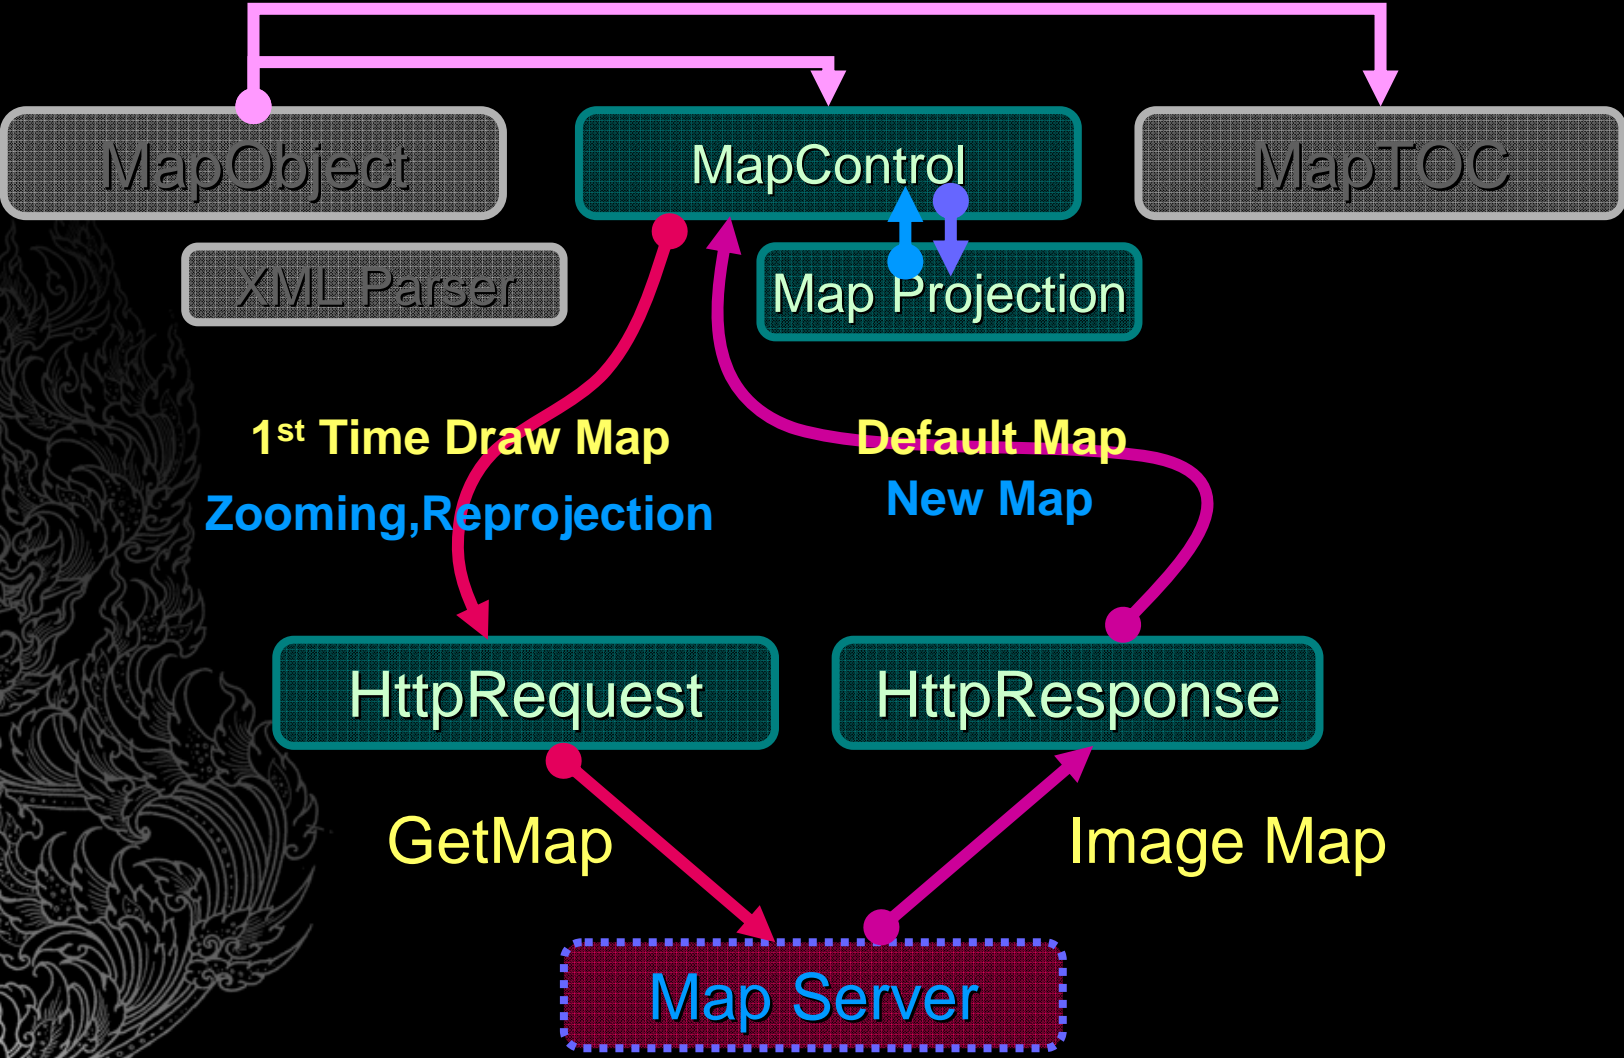 MapObject
MapControl
MapTOC
XML Parser
Map Projection
1st Time Draw Map
Default Map
Zooming,Reprojection
New Map
HttpRequest
HttpResponse
GetMap
Image Map
Map Server